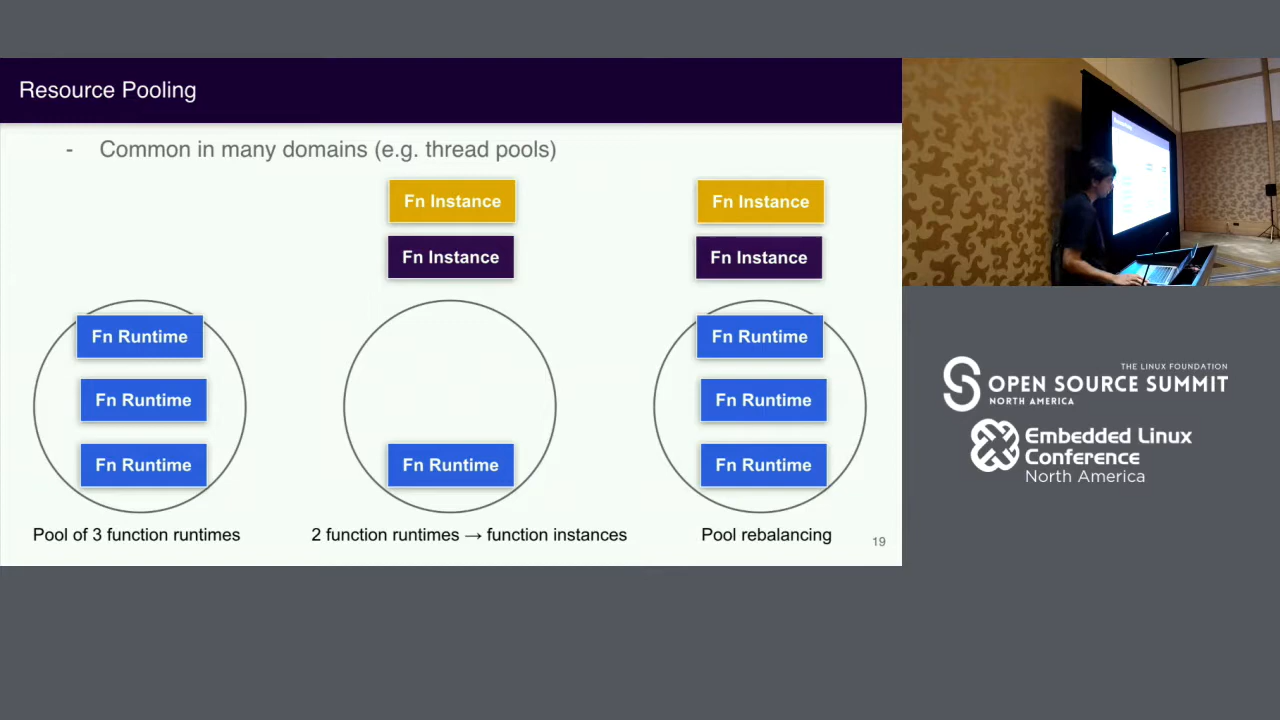 Resource Pooling
- Common in many domains (e.g. thread pools)
Fn Instance
Fn Instance
Fn Runtime
Fn Runtime
Fn Runtime
Pool of 3 function runtimes
Fn Instance
Fn Instance
Fn Runtime
2 function runtimes → function instances
Fn Runtime
Fn Runtime
Fn Runtime
Pool rebalancing
19
THE LINUX FOUNDATION
OPEN SOURCE SUMMIT
NORTH AMERICA
Embedded Linux
Conference
North America